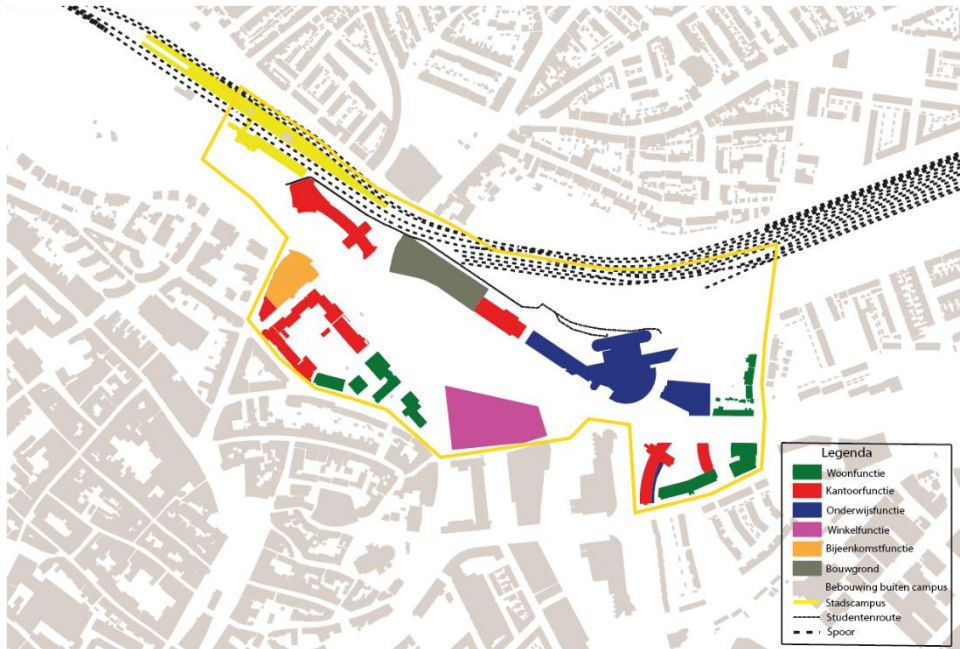 Legenda
Woonfunctie
Kantoorfunctie
Onderwijsfunctie
Winkelfunctie
Bijeenkomstfunctie
Bouwgrond
Bebouwing buiten campus
Stadscampus
Studentenroute
Spoor